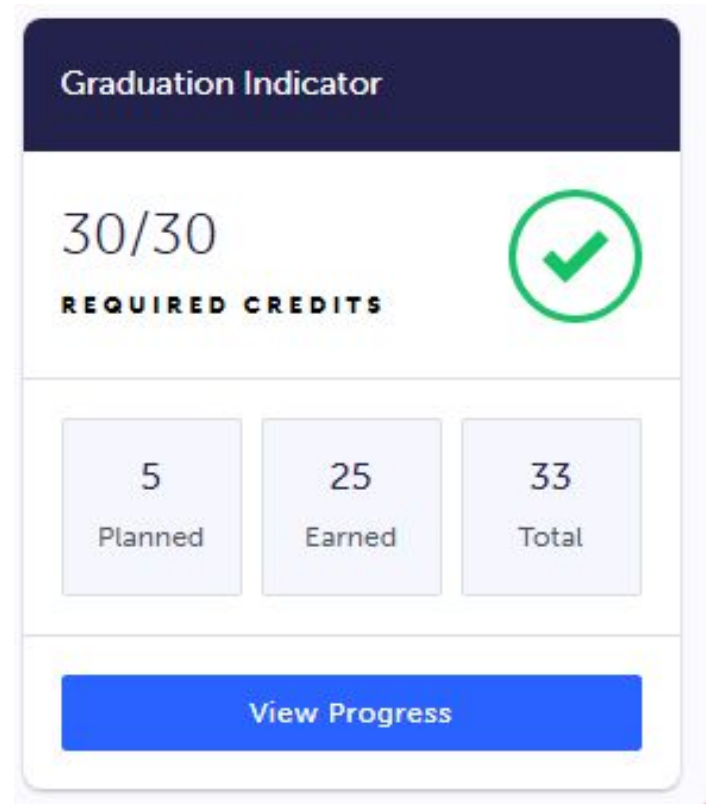 Graduation Indicator
30/30
REQUIRED CREDITS
5 25 33
Planned Earned Total
View Progress